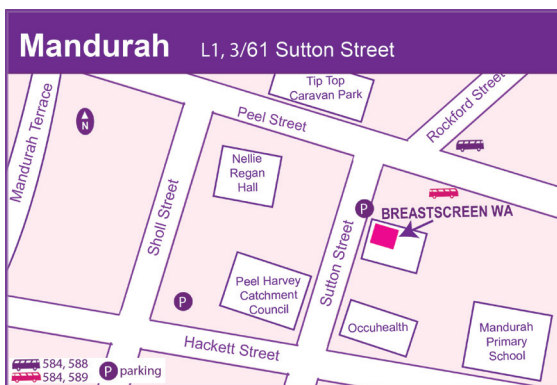 Mandurah L1, 3/61 Sutton Street
Tip Top
Caravan Park
Rockford Street
Peel Street
Mandurah Terrace
N
Nellie
Regan
Hall
Sholl Street
P
BREASTSCREEN WA
Sutton Street
Peel Harvey
Catchment
Council
P
Occuhealth
Mandurah
Primary
School
Hackett Street
584, 588
584, 589
P parking